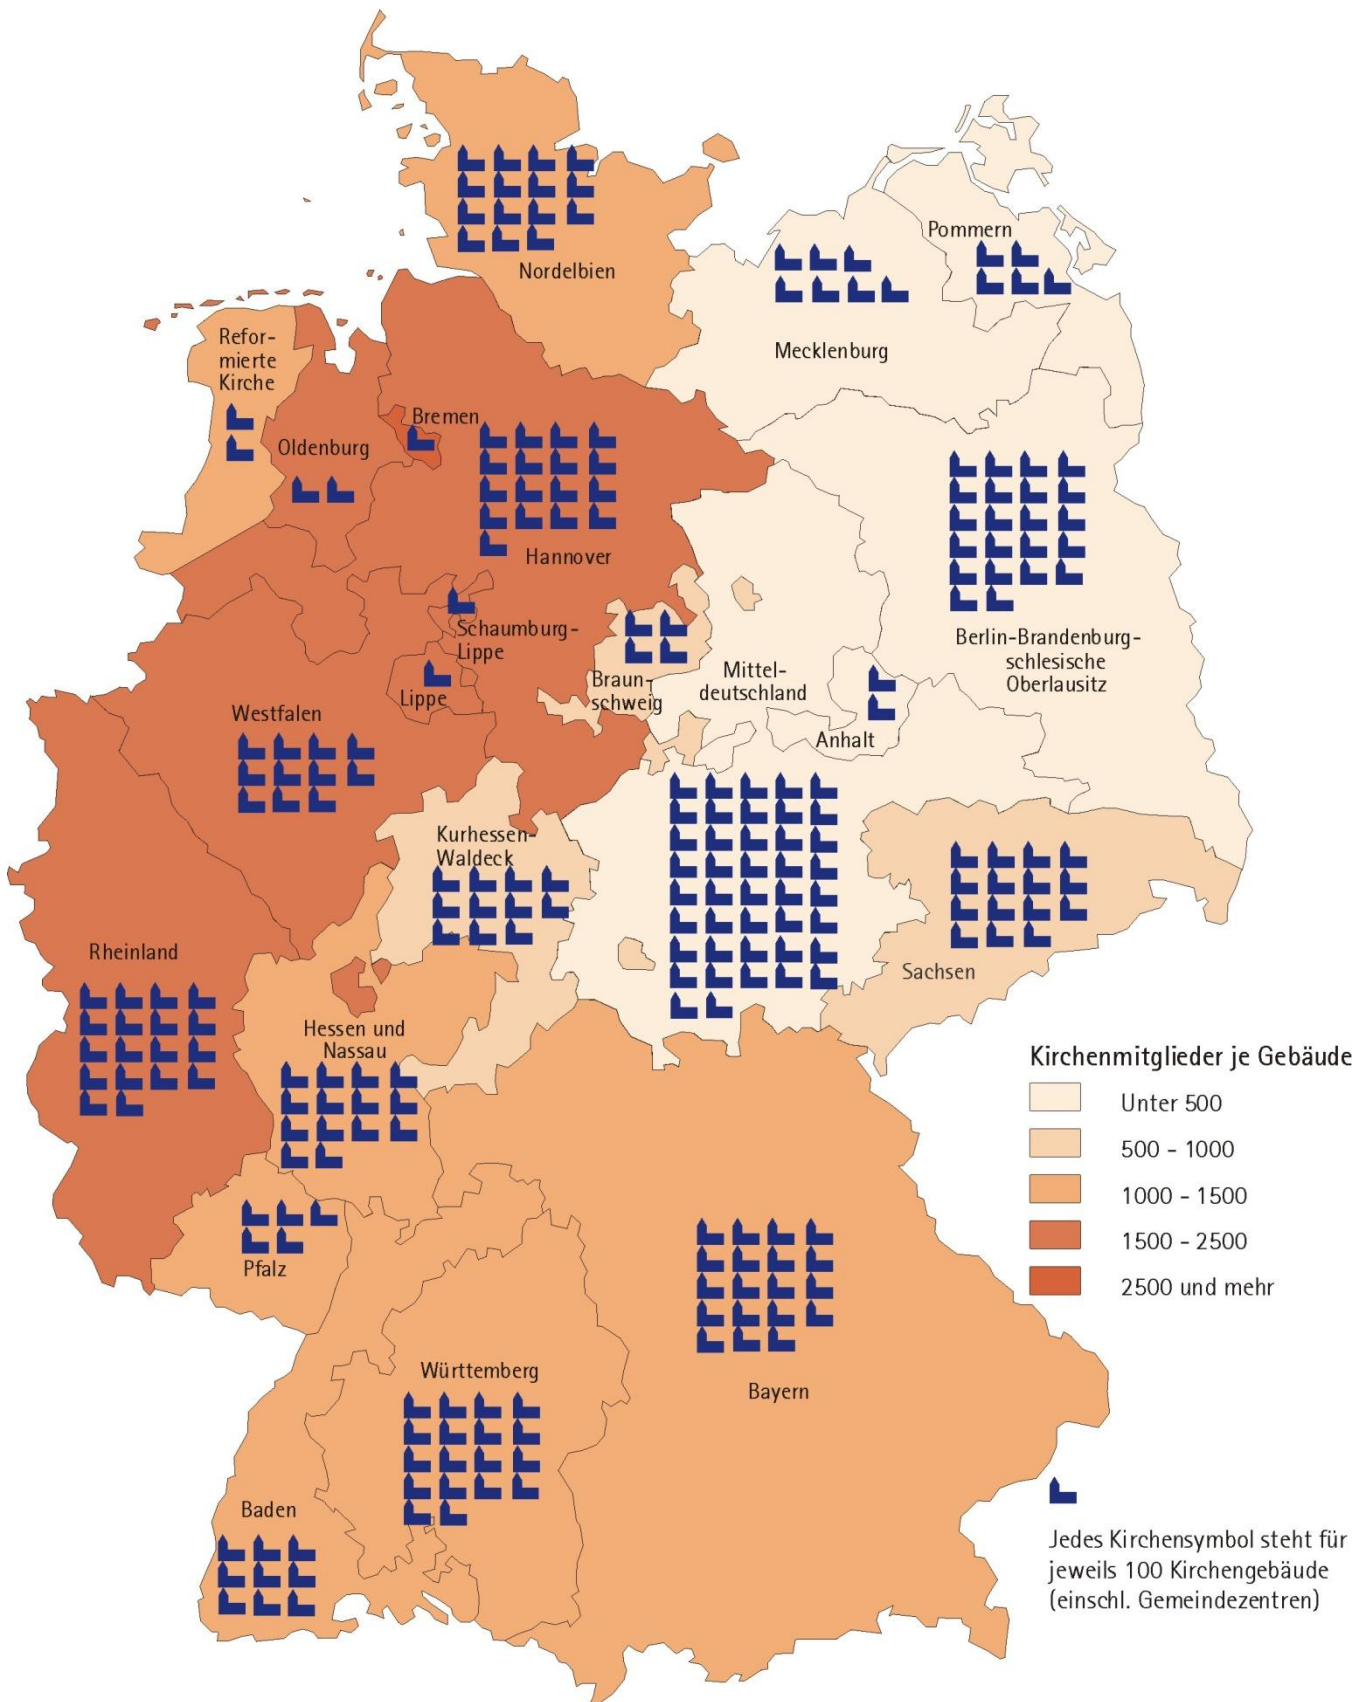 Nordelbien
Pommern
Mecklenburg
Refor-
mierte
Kirche
Bremen
Oldenburg
Hannover
Schaumburg-
Lippe
Lippe
Braun-
schweig
Mittel-
deutschland
Anhalt
Berlin-Brandenburg-
schlesische
Oberlausitz
Westfalen
Kurhessen-
Waldeck
Sachsen
Rheinland
Hessen und
Nassau
Pfalz
Württemberg
Bayern
Baden
Kirchenmitglieder je Gebäude
Unter 500
500 - 1000
1000 - 1500
1500 - 2500
2500 und mehr
Jedes Kirchensymbol steht für
jeweils 100 Kirchengebäude
(einschl. Gemeindezentren)